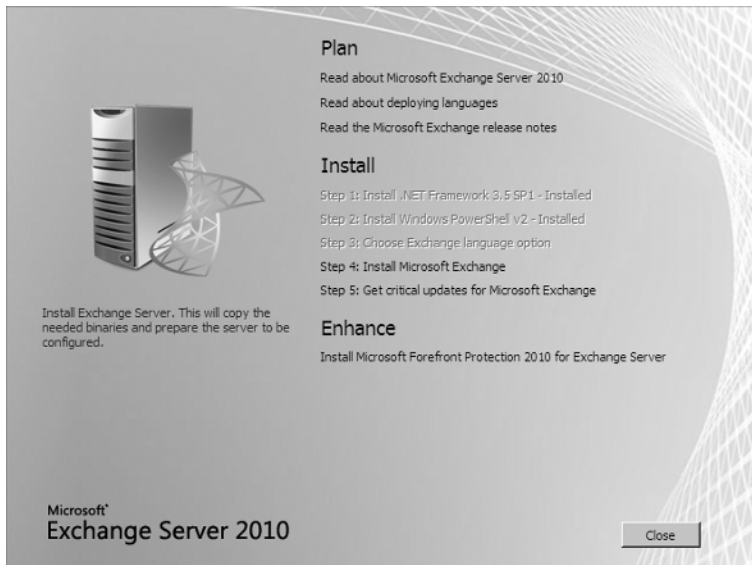 Plan
Read about Microsoft Exchange Server 2010
Read about deploying languages
Read the Microsoft Exchange release notes
Install
Step 1: Install .NET Framework 3.5 SP1 - Installed
Step 2: Install Windows PowerShell v2 - Installed
Step 3: Choose Exchange language option
Step 4: Install Microsoft Exchange
Step 5: Get critical updates for Microsoft Exchange
Install Exchange Server. This will copy the
needed binaries and prepare the server to be
configured.
Enhance
Install Microsoft Forefront Protection 2010 for Exchange Server
Microsoft
Exchange Server 2010
Close